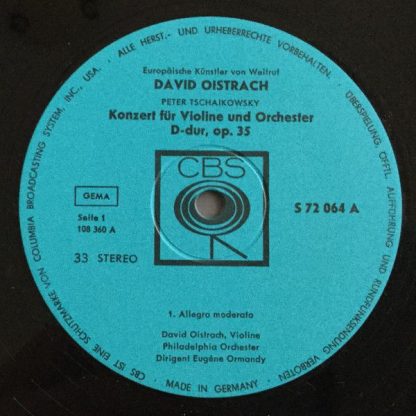 Europäische Künstler von Weltruf
DAVID OISTRACH
PETER TSCHAIKOWSKY
Konzert für Violine und Orchester
D-dur, op. 35
CBS
GEMA
S 72 064 A
Seite 1
108 360 A
33 STEREO
1. Allegro moderato
David Oistrach, Violine
Philadelphia Orchester
Dirigent Eugène Ormandy
CBS IST EINE SCHUTZMARKE VON COLUMBIA BROADCASTING SYSTEM, INC., USA. · ALLE HERST.- UND URHEBERRECHTE VORBEHALTEN. · ÜBERSPIELUNG, ÖFFTL. AUFFÜHRUNG UND RUNDFUNKSENDUNG VERBOTEN · MADE IN GERMANY ·